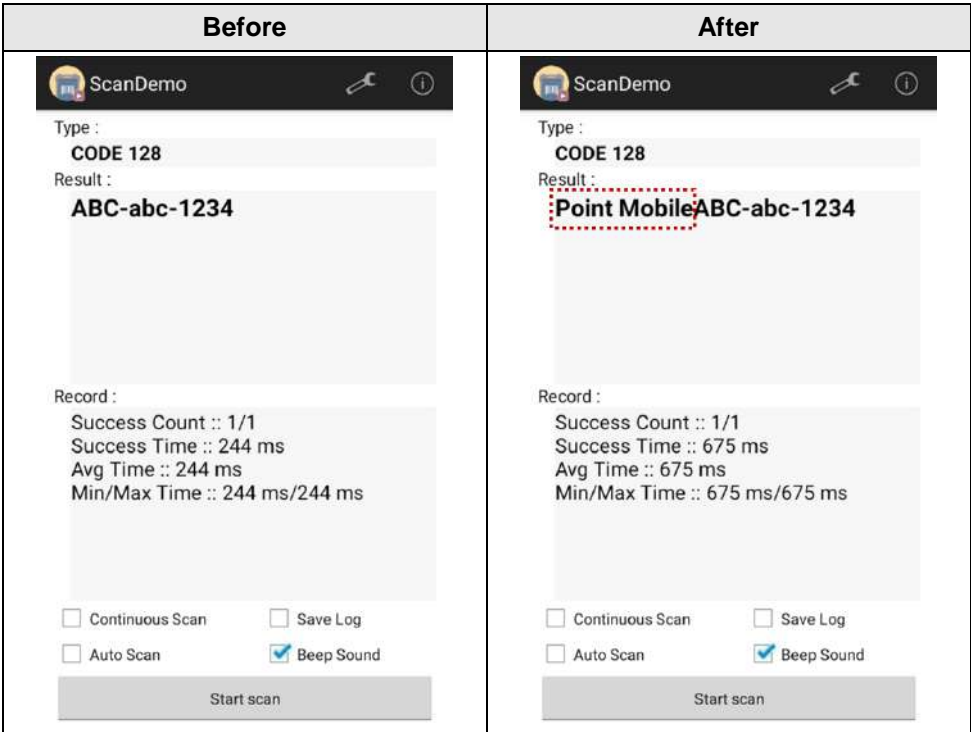 Before
After
ScanDemo
Type :
CODE 128
Result :
ABC-abc-1234
Record :
Success Count :: 1/1
Success Time :: 244 ms
Avg Time :: 244 ms
Min/Max Time :: 244 ms/244 ms
Continuous Scan
Save Log
Auto Scan
Beep Sound
Start scan
ScanDemo
Type :
CODE 128
Result :
Point MobileABC-abc-1234
Record :
Success Count :: 1/1
Success Time :: 675 ms
Avg Time :: 675 ms
Min/Max Time :: 675 ms/675 ms
Continuous Scan
Save Log
Auto Scan
Beep Sound
Start scan